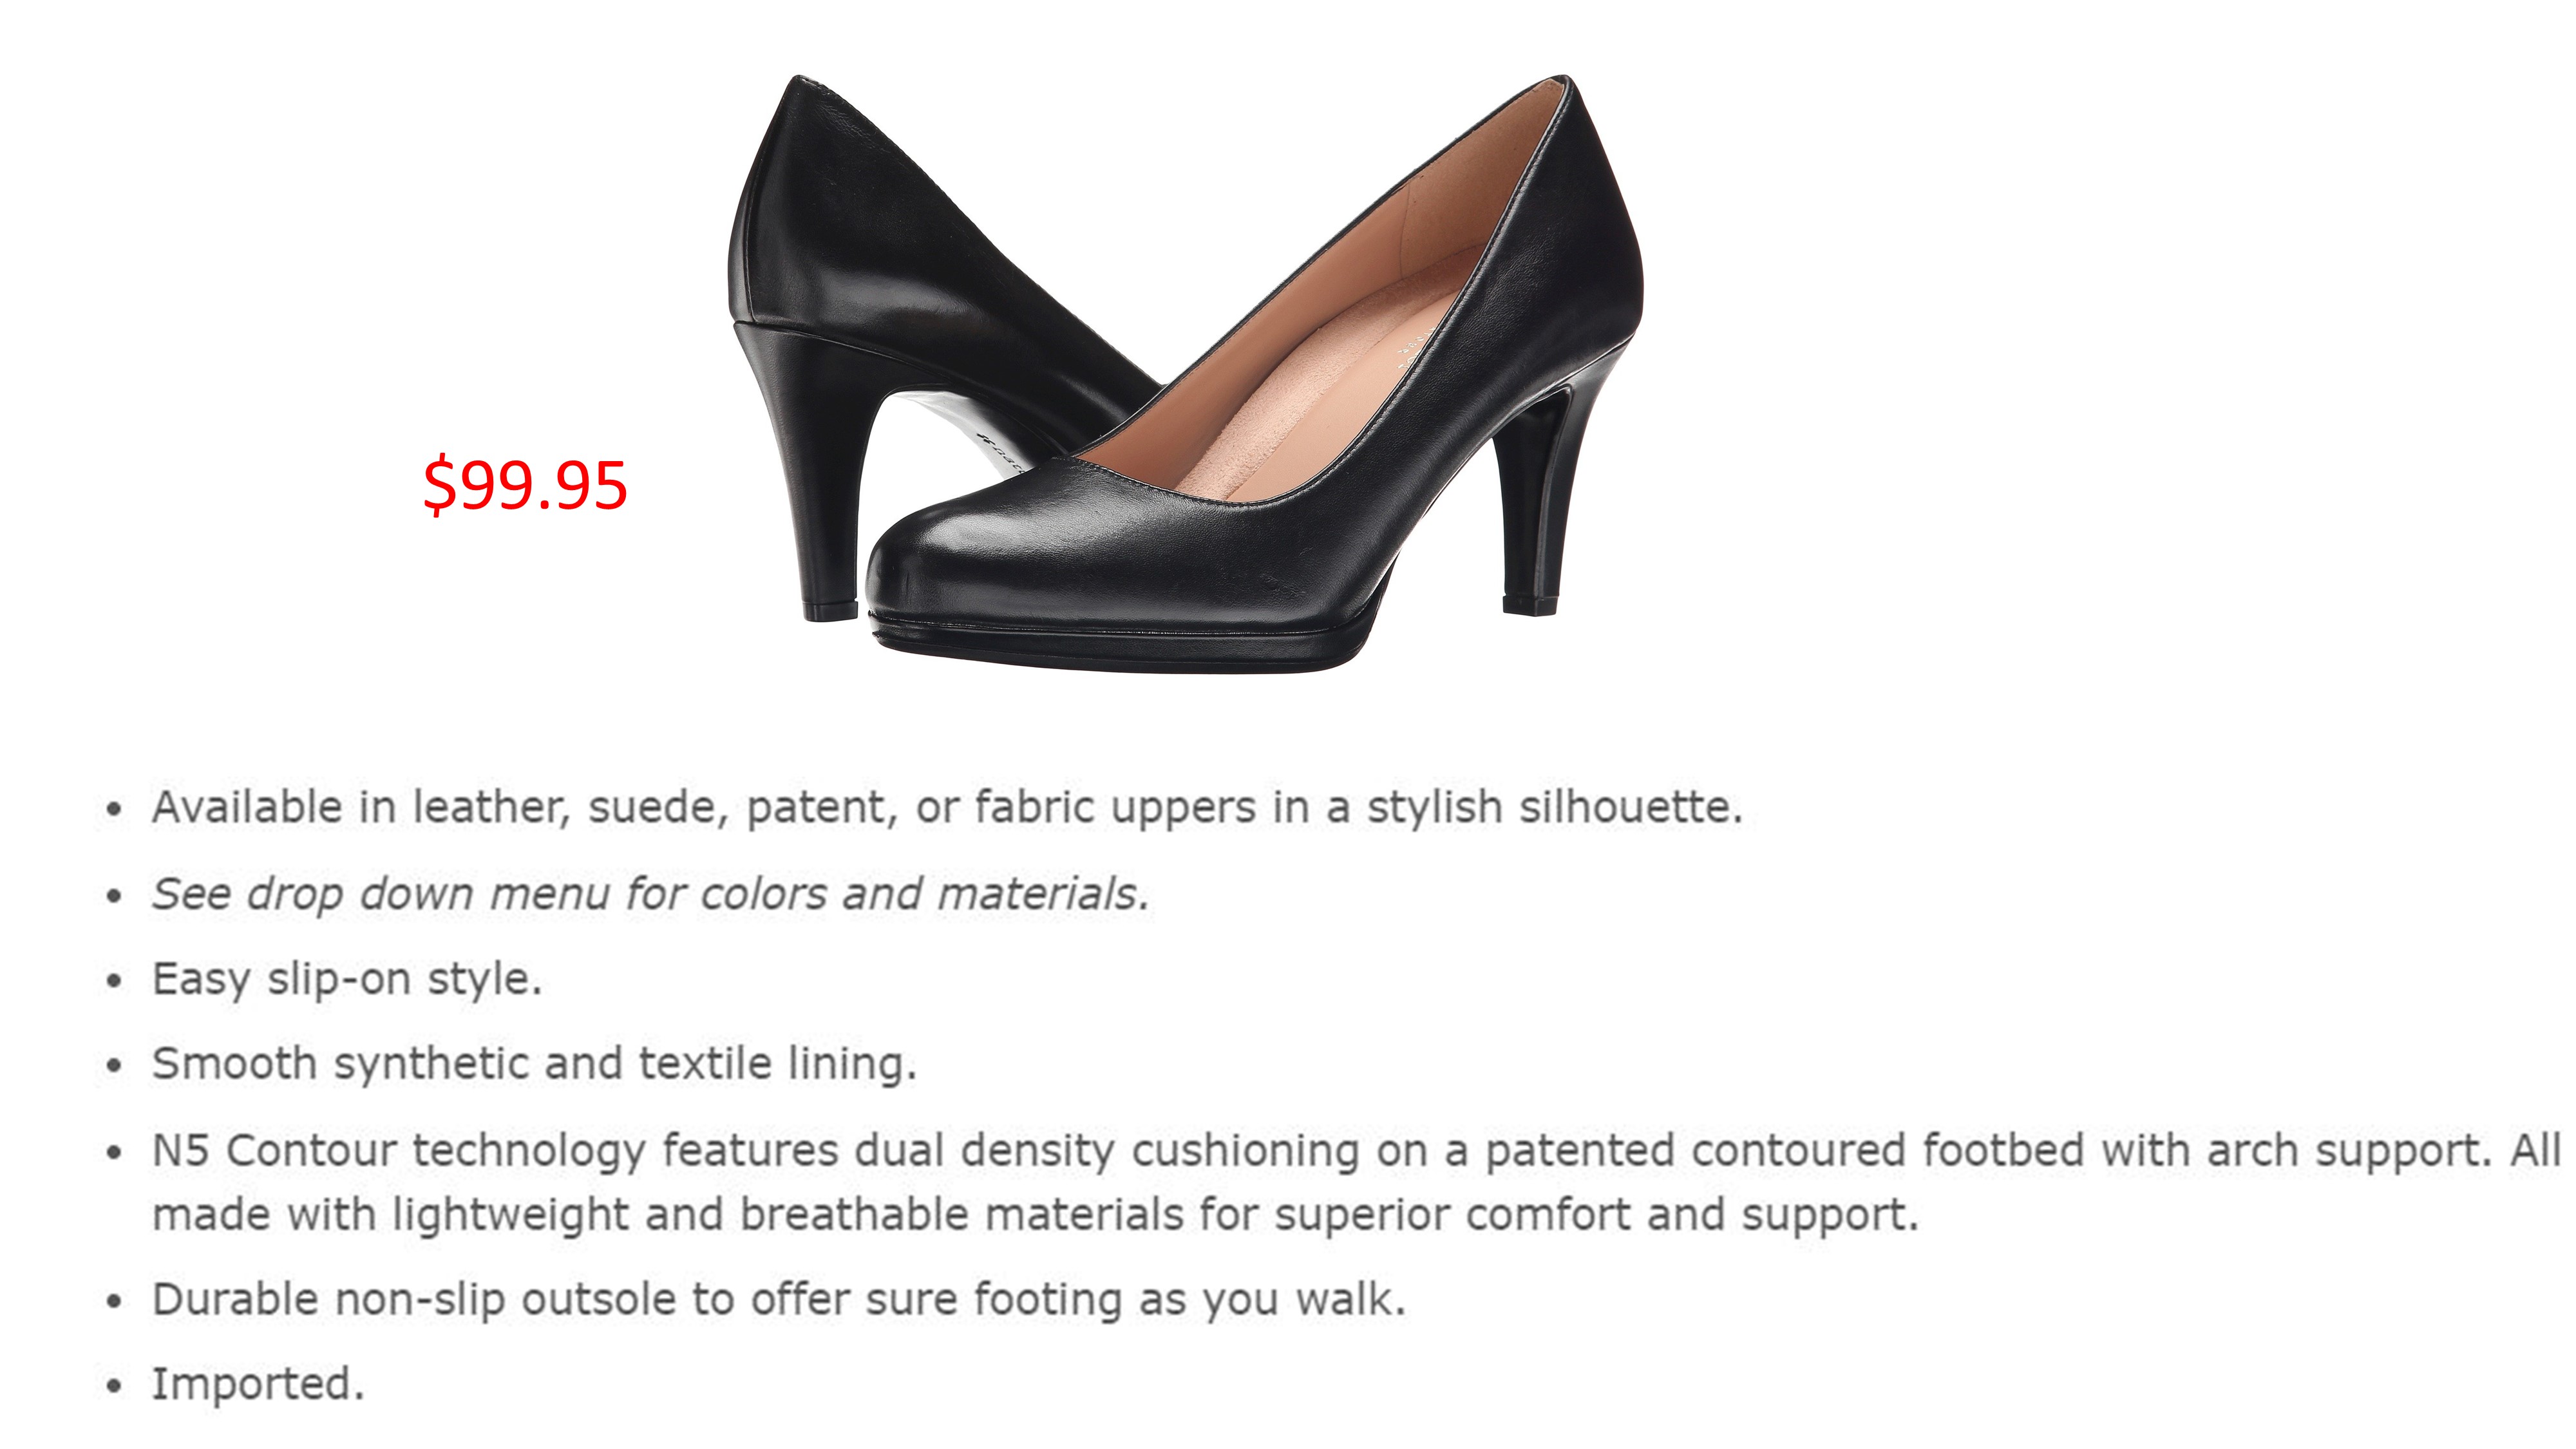 $99.95
• Available in leather, suede, patent, or fabric uppers in a stylish silhouette.
• See drop down menu for colors and materials.
• Easy slip-on style.
• Smooth synthetic and textile lining.
• N5 Contour technology features dual density cushioning on a patented contoured footbed with arch support. All
made with lightweight and breathable materials for superior comfort and support.
• Durable non-slip outsole to offer sure footing as you walk.
• Imported.